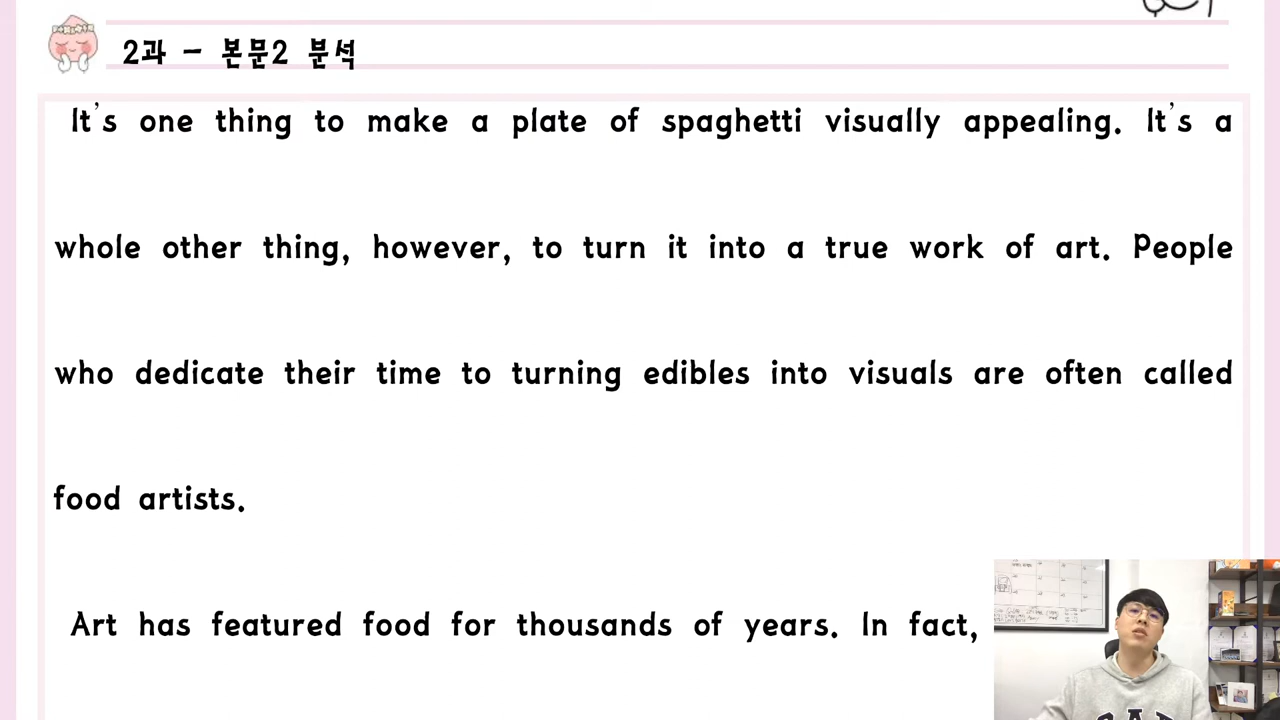 2과 - 본문2 분석
It's one thing to make a plate of spaghetti visually appealing. It's a
whole other thing, however, to turn it into a true work of art. People
who dedicate their time to turning edibles into visuals are often called
food artists.
Art has featured food for thousands of years. In fact,